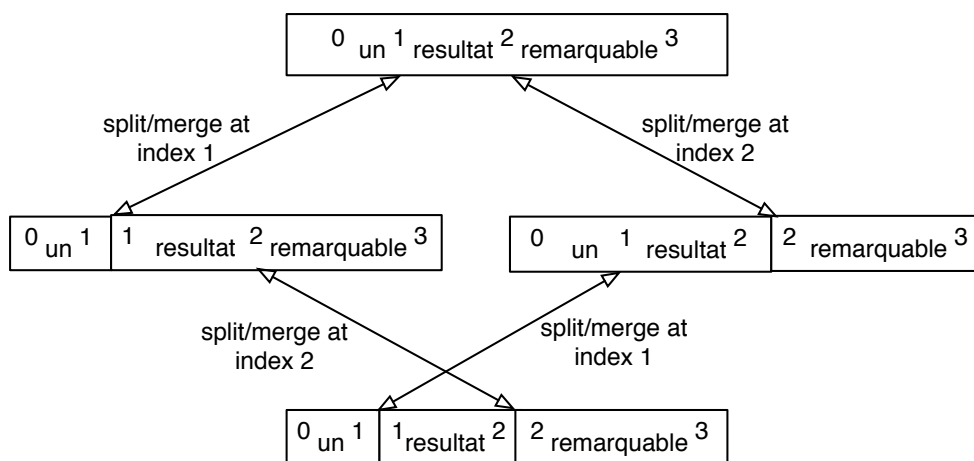 0 un 1 resultat 2 remarquable 3
split/merge at
index 1
split/merge at
index 2
0 un 1 1 resultat 2 remarquable 3
0 un 1 resultat 2 2 remarquable 3
split/merge at
index 2
split/merge at
index 1
0 un 1 1 resultat 2 2 remarquable 3